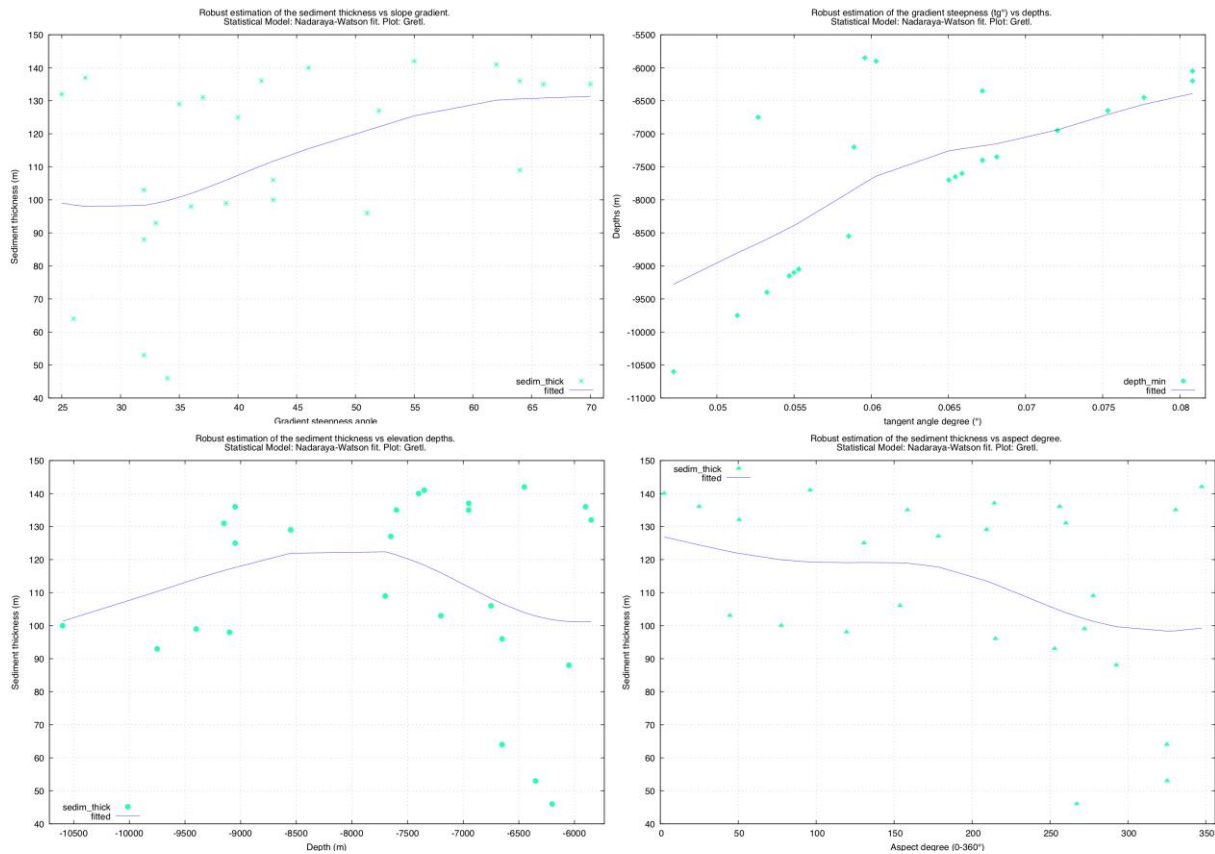 Robust estimation of the sediment thickness vs slope gradient.
Statistical Model: Nadaraya-Watson fit. Plot: Gretl.
150
140
130
120
110
100
90
80
70
60
50
40
Sediment thickness (m)
sedim_thick
fitted
25 30 35 40 45 50 55 60 65 70
Gradient steepness angle
Robust estimation of the gradient steepness (tg°) vs depths.
Statistical Model: Nadaraya-Watson fit. Plot: Gretl.
-5500
-6000
-6500
-7000
-7500
-8000
-8500
-9000
-9500
-10000
-10500
-11000
Depths (m)
depth_min
fitted
0.05 0.055 0.06 0.065 0.07 0.075 0.08
tangent angle degree (°)
Robust estimation of the sediment thickness vs elevation depths.
Statistical Model: Nadaraya-Watson fit. Plot: Gretl.
150
140
130
120
110
100
90
80
70
60
50
40
Sediment thickness (m)
sedim_thick
fitted
-10500 -10000 -9500 -9000 -8500 -8000 -7500 -7000 -6500 -6000
Depth (m)
Robust estimation of the sediment thickness vs aspect degree.
Statistical Model: Nadaraya-Watson fit. Plot: Gretl.
150
140
130
120
110
100
90
80
70
60
50
40
Sediment thickness (m)
sedim_thick
fitted
0 50 100 150 200 250 300 350
Aspect degree (0-360°)